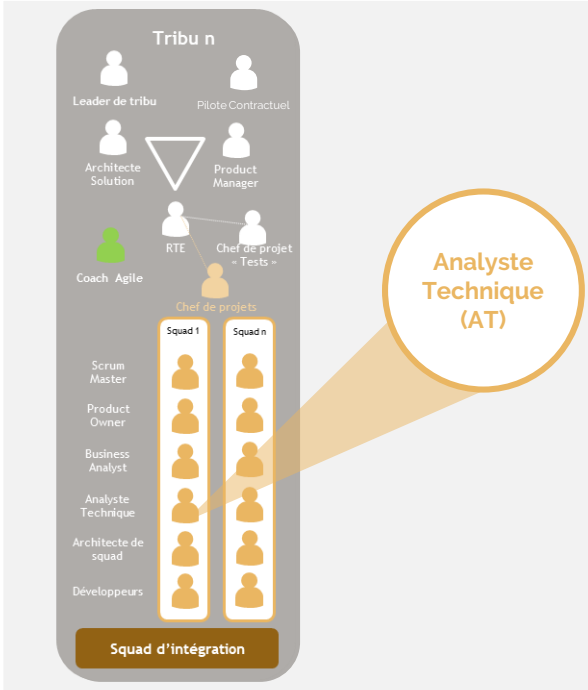 Tribu n
Leader de tribu
Pilote Contractuel
Architecte
Solution
Product
Manager
RTE
Chef de projet
« Tests »
Coach Agile
Chef de projets
Squad 1
Squad n
Scrum
Master
Product
Owner
Business
Analyst
Analyste
Technique
Architecte de
squad
Développeurs
Squad d’intégration
Analyste
Technique
(AT)